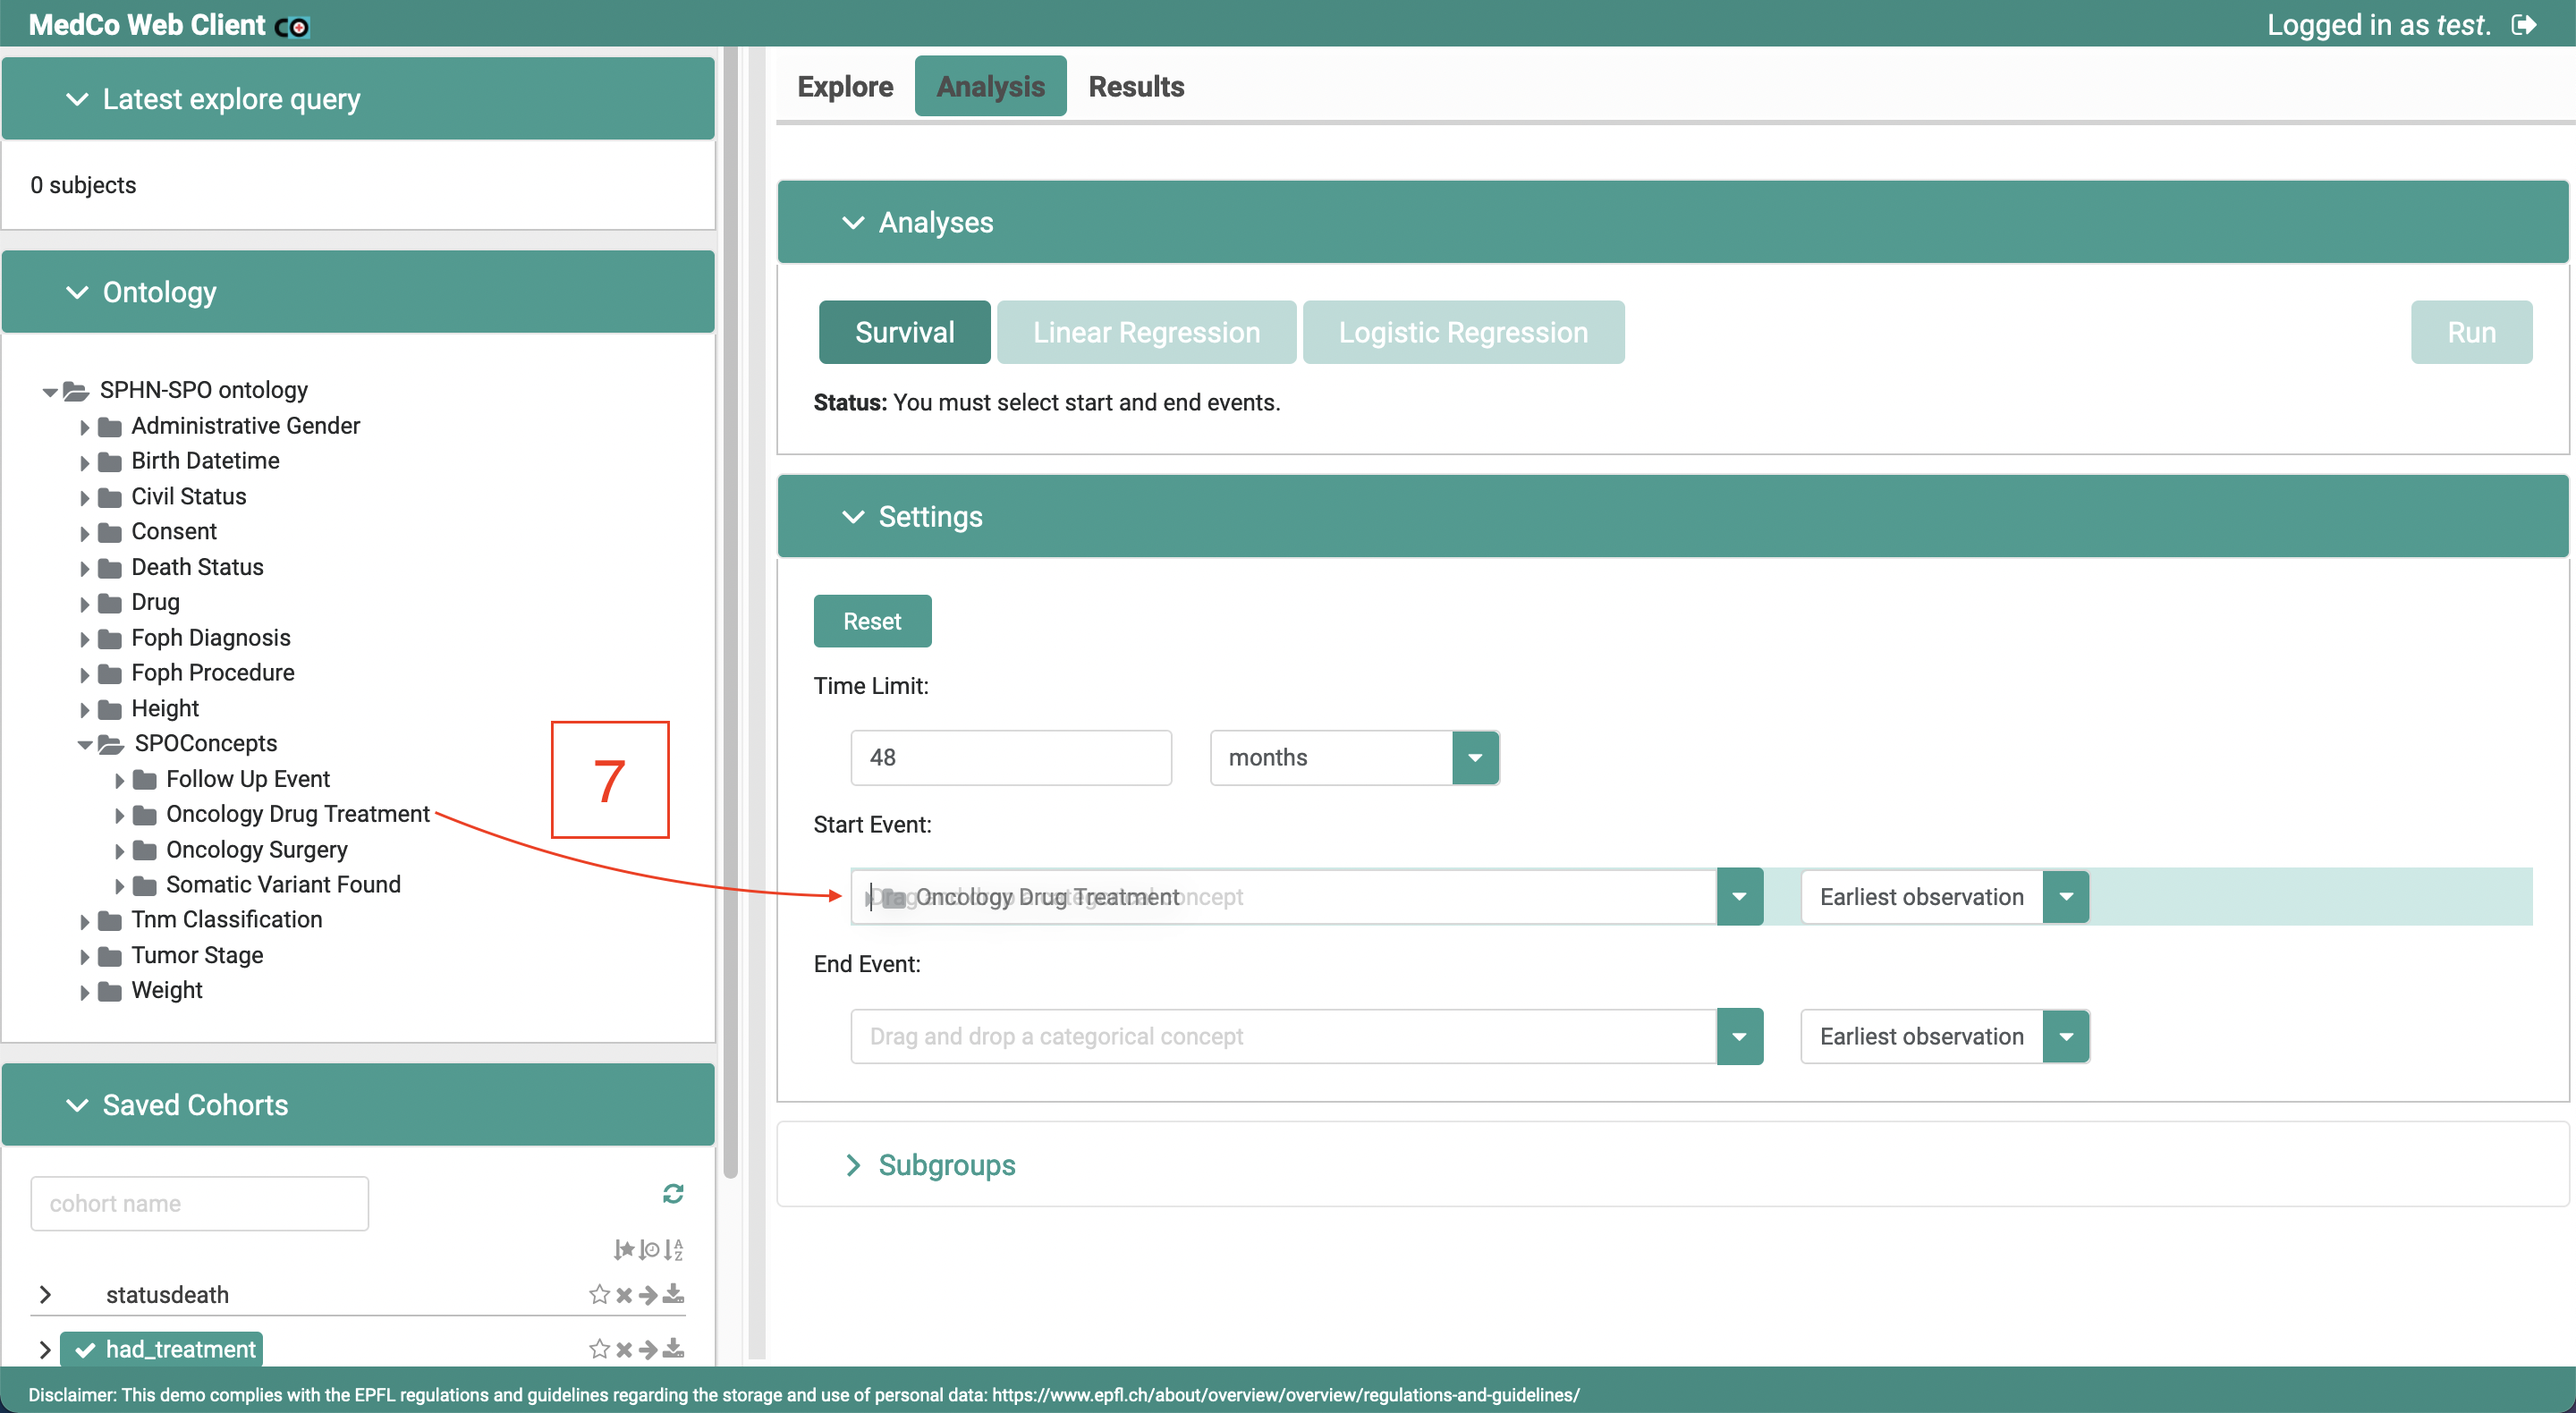 MedCo Web Client
Logged in as test.
Latest explore query
0 subjects
Ontology
SPHN-SPO ontology
Administrative Gender
Birth Datetime
Civil Status
Consent
Death Status
Drug
Foph Diagnosis
Foph Procedure
Height
SPOConcepts
Follow Up Event
Oncology Drug Treatment
Oncology Surgery
Somatic Variant Found
Tnm Classification
Tumor Stage
Weight
7
Saved Cohorts
cohort name
statusdeath
had_treatment
Explore Analysis Results
Analyses
Survival Linear Regression Logistic Regression Run
Status: You must select start and end events.
Settings
Reset
Time Limit:
48 months
Start Event:
Drag and drop a categorical concept
Oncology Drug Treatment
Earliest observation
End Event:
Drag and drop a categorical concept Earliest observation
Subgroups
Disclaimer: This demo complies with the EPFL regulations and guidelines regarding the storage and use of personal data: https://www.epfl.ch/about/overview/overview/regulations-and-guidelines/